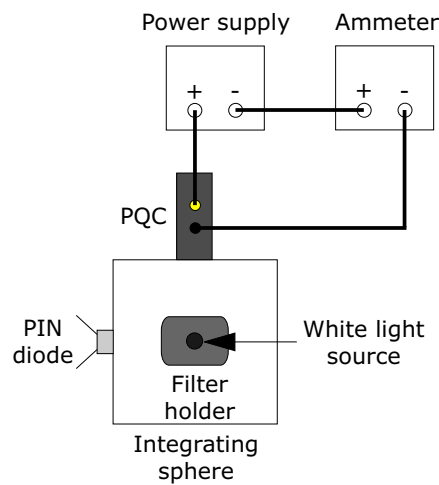 Power supply
Ammeter
+ -
+ -
PQC
PIN
diode
White light
source
Filter
holder
Integrating
sphere